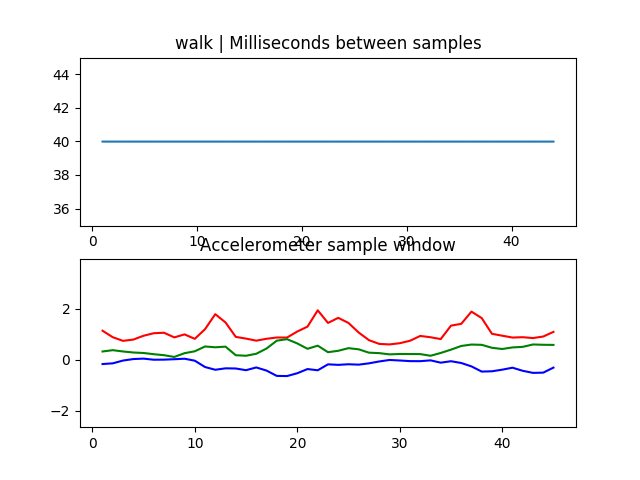 walk | Milliseconds between samples
44
42
40
38
36
0 10 20 30 40
Accelerometer sample window
2
0
−2
0 10 20 30 40